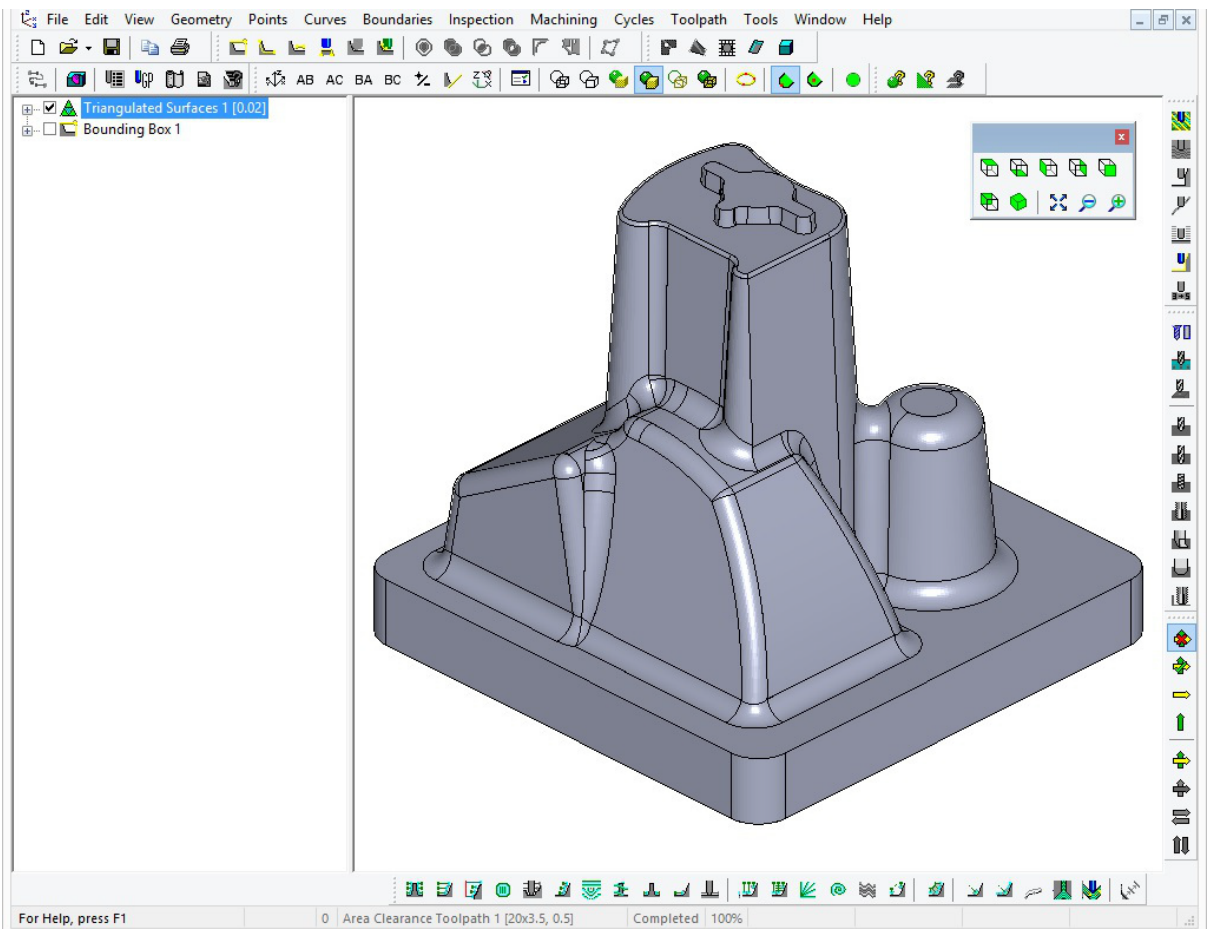 File Edit View Geometry Points Curves Boundaries Inspection Machining Cycles Toolpath Tools Window Help
AB AC BA BC
Triangulated Surfaces 1 [0.02]
Bounding Box 1
For Help, press F1 0 Area Clearance Toolpath 1 [20x3.5, 0.5] Completed 100%